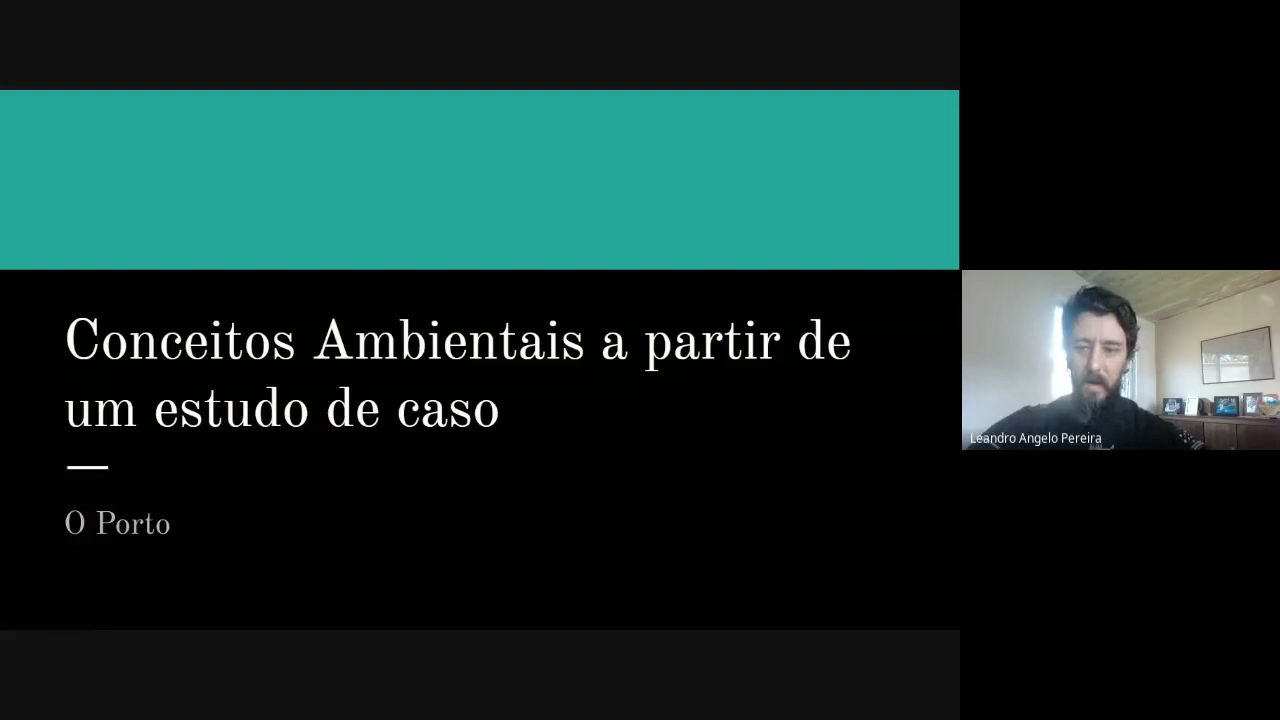 Conceitos Ambientais a partir de
um estudo de caso
O Porto
Leandro Angelo Pereira